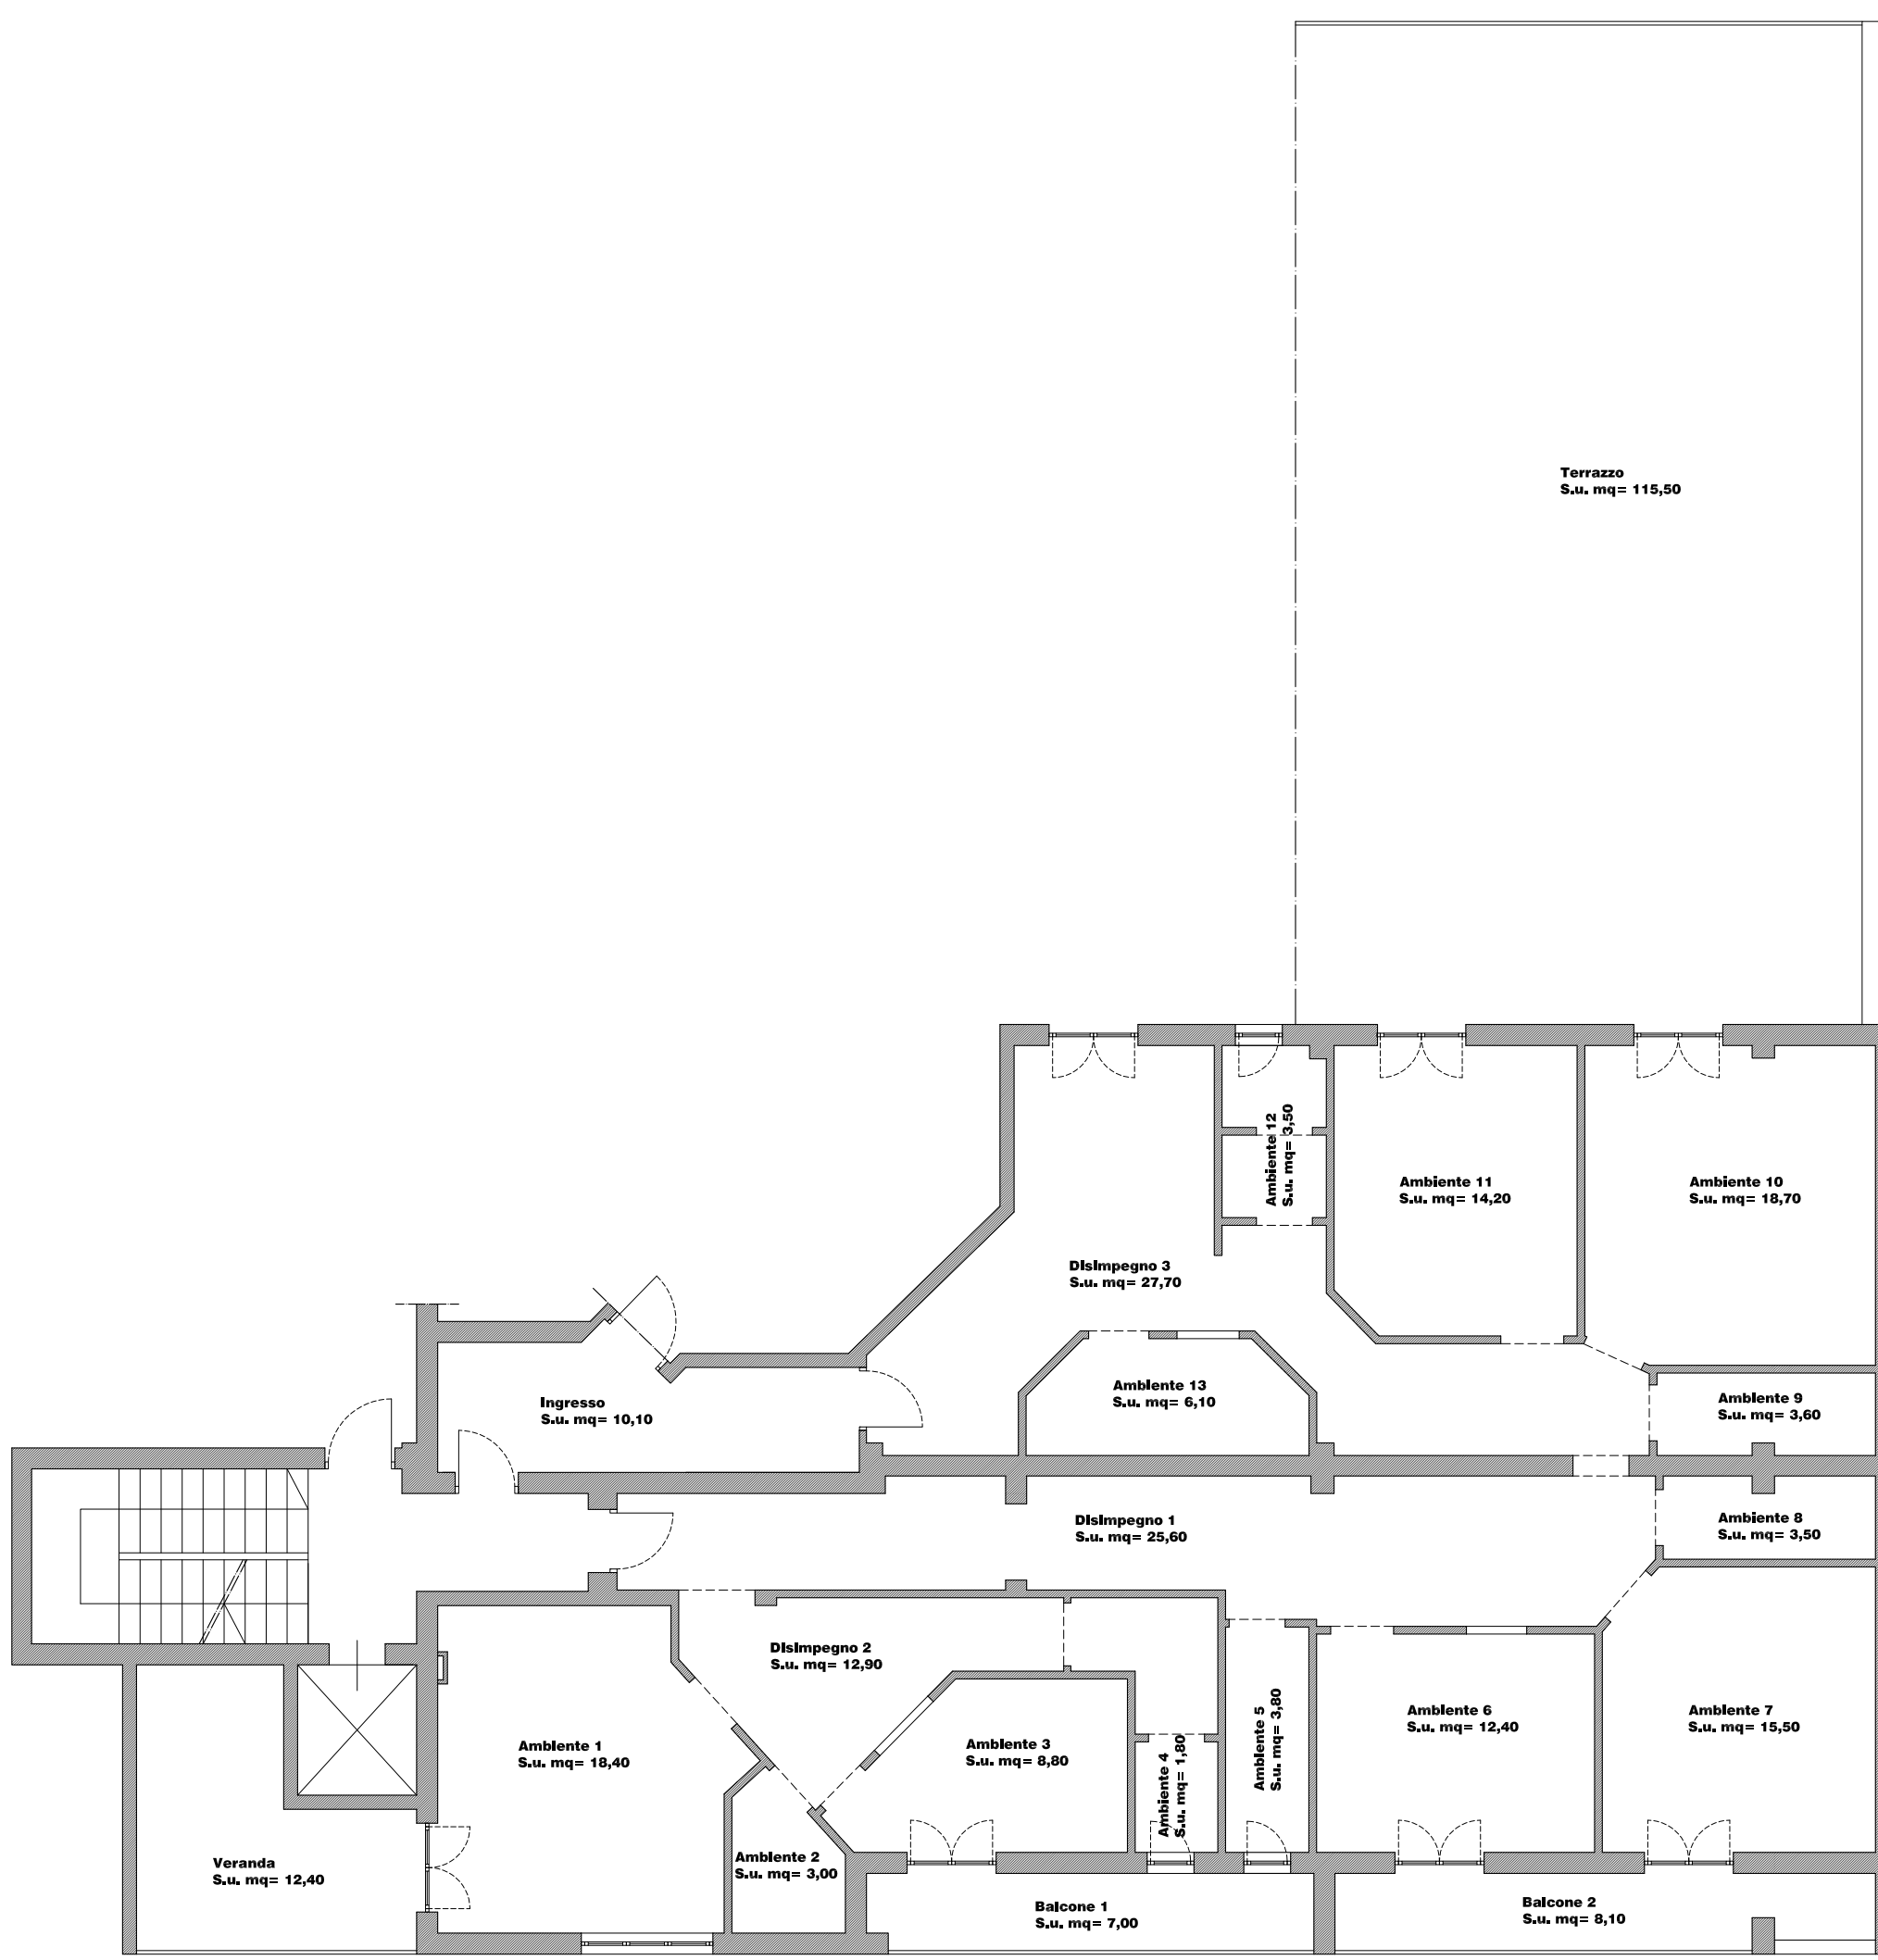 Terrazzo
S.u. mq= 115,50
Ambiente 12
S.u. mq= 3,50
Ambiente 11
S.u. mq= 14,20
Ambiente 10
S.u. mq= 18,70
Disimpegno 3
S.u. mq= 27,70
Ambiente 13
S.u. mq= 6,10
Ambiente 9
S.u. mq= 3,60
Ingresso
S.u. mq= 10,10
Disimpegno 1
S.u. mq= 25,60
Ambiente 8
S.u. mq= 3,50
Disimpegno 2
S.u. mq= 12,90
Ambiente 1
S.u. mq= 18,40
Ambiente 3
S.u. mq= 8,80
Ambiente 4
S.u. mq= 1,80
Ambiente 5
S.u. mq= 3,80
Ambiente 6
S.u. mq= 12,40
Ambiente 7
S.u. mq= 15,50
Veranda
S.u. mq= 12,40
Ambiente 2
S.u. mq= 3,00
Balcone 1
S.u. mq= 7,00
Balcone 2
S.u. mq= 8,10